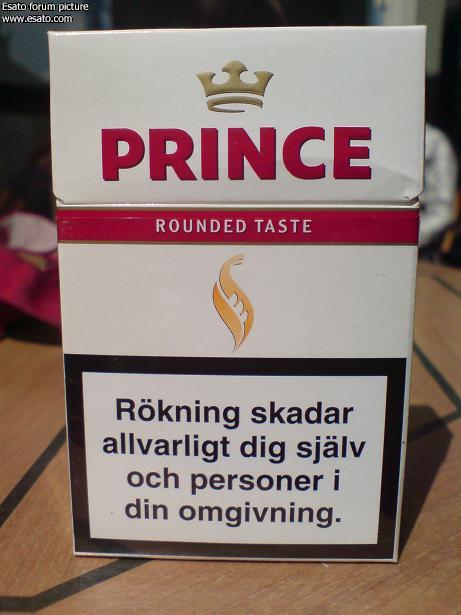 Esato forum picture
www.esato.com
PRINCE
ROUNDED TASTE
Rökning skadar
allvarligt dig själv
och personer i
din omgivning.